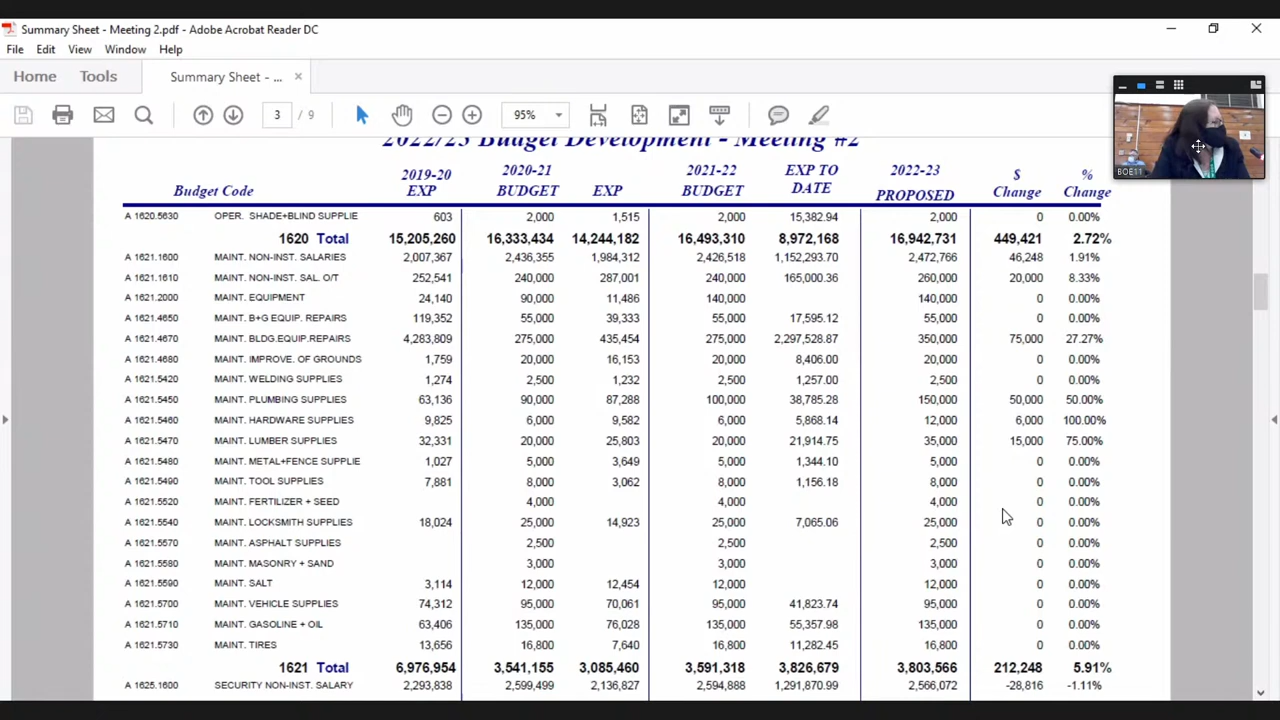 Summary Sheet - Meeting 2.pdf - Adobe Acrobat Reader DC
File Edit View Window Help
Home Tools Summary Sheet - ... ×
3 / 9 95%
BOE11
2022/23 Budget Development - Meeting #2
Budget Code 2019-20 EXP 2020-21 BUDGET EXP 2021-22 BUDGET EXP TO DATE 2022-23 PROPOSED $ Change % Change
A 1620.5630 OPER. SHADE+BLIND SUPPLIE 603 2,000 1,515 2,000 15,382.94 2,000 0 0.00%
1620 Total 15,205,260 16,333,434 14,244,182 16,493,310 8,972,168 16,942,731 449,421 2.72%
A 1621.1600 MAINT. NON-INST. SALARIES 2,007,367 2,436,355 1,984,312 2,426,518 1,152,293.70 2,472,766 46,248 1.91%
A 1621.1610 MAINT. NON-INST. SAL. O/T 252,541 240,000 287,001 240,000 165,000.36 260,000 20,000 8.33%
A 1621.2000 MAINT. EQUIPMENT 24,140 90,000 11,486 140,000 140,000 0 0.00%
A 1621.4650 MAINT. B+G EQUIP. REPAIRS 119,352 55,000 39,333 55,000 17,595.12 55,000 0 0.00%
A 1621.4670 MAINT. BLDG.EQUIP.REPAIRS 4,283,809 275,000 435,454 275,000 2,297,528.87 350,000 75,000 27.27%
A 1621.4680 MAINT. IMPROVE. OF GROUNDS 1,759 20,000 16,153 20,000 8,406.00 20,000 0 0.00%
A 1621.5420 MAINT. WELDING SUPPLIES 1,274 2,500 1,232 2,500 1,257.00 2,500 0 0.00%
A 1621.5450 MAINT. PLUMBING SUPPLIES 63,136 90,000 87,288 100,000 38,785.28 150,000 50,000 50.00%
A 1621.5460 MAINT. HARDWARE SUPPLIES 9,825 6,000 9,582 6,000 5,868.14 12,000 6,000 100.00%
A 1621.5470 MAINT. LUMBER SUPPLIES 32,331 20,000 25,803 20,000 21,914.75 35,000 15,000 75.00%
A 1621.5480 MAINT. METAL+FENCE SUPPLIE 1,027 5,000 3,649 5,000 1,344.10 5,000 0 0.00%
A 1621.5490 MAINT. TOOL SUPPLIES 7,881 8,000 3,062 8,000 1,156.18 8,000 0 0.00%
A 1621.5520 MAINT. FERTILIZER + SEED 4,000 4,000 4,000 0 0.00%
A 1621.5540 MAINT. LOCKSMITH SUPPLIES 18,024 25,000 14,923 25,000 7,065.06 25,000 0 0.00%
A 1621.5570 MAINT. ASPHALT SUPPLIES 2,500 2,500 2,500 0 0.00%
A 1621.5580 MAINT. MASONRY + SAND 3,000 3,000 3,000 0 0.00%
A 1621.5590 MAINT. SALT 3,114 12,000 12,454 12,000 12,000 0 0.00%
A 1621.5700 MAINT. VEHICLE SUPPLIES 74,312 95,000 70,061 95,000 41,823.74 95,000 0 0.00%
A 1621.5710 MAINT. GASOLINE + OIL 63,406 135,000 76,028 135,000 55,357.98 135,000 0 0.00%
A 1621.5730 MAINT. TIRES 13,656 16,800 7,640 16,800 11,282.45 16,800 0 0.00%
1621 Total 6,976,954 3,541,155 3,085,460 3,591,318 3,826,679 3,803,566 212,248 5.91%
A 1625.1600 SECURITY NON-INST. SALARY 2,293,838 2,599,499 2,136,827 2,594,888 1,291,870.99 2,566,072 -28,816 -1.11%